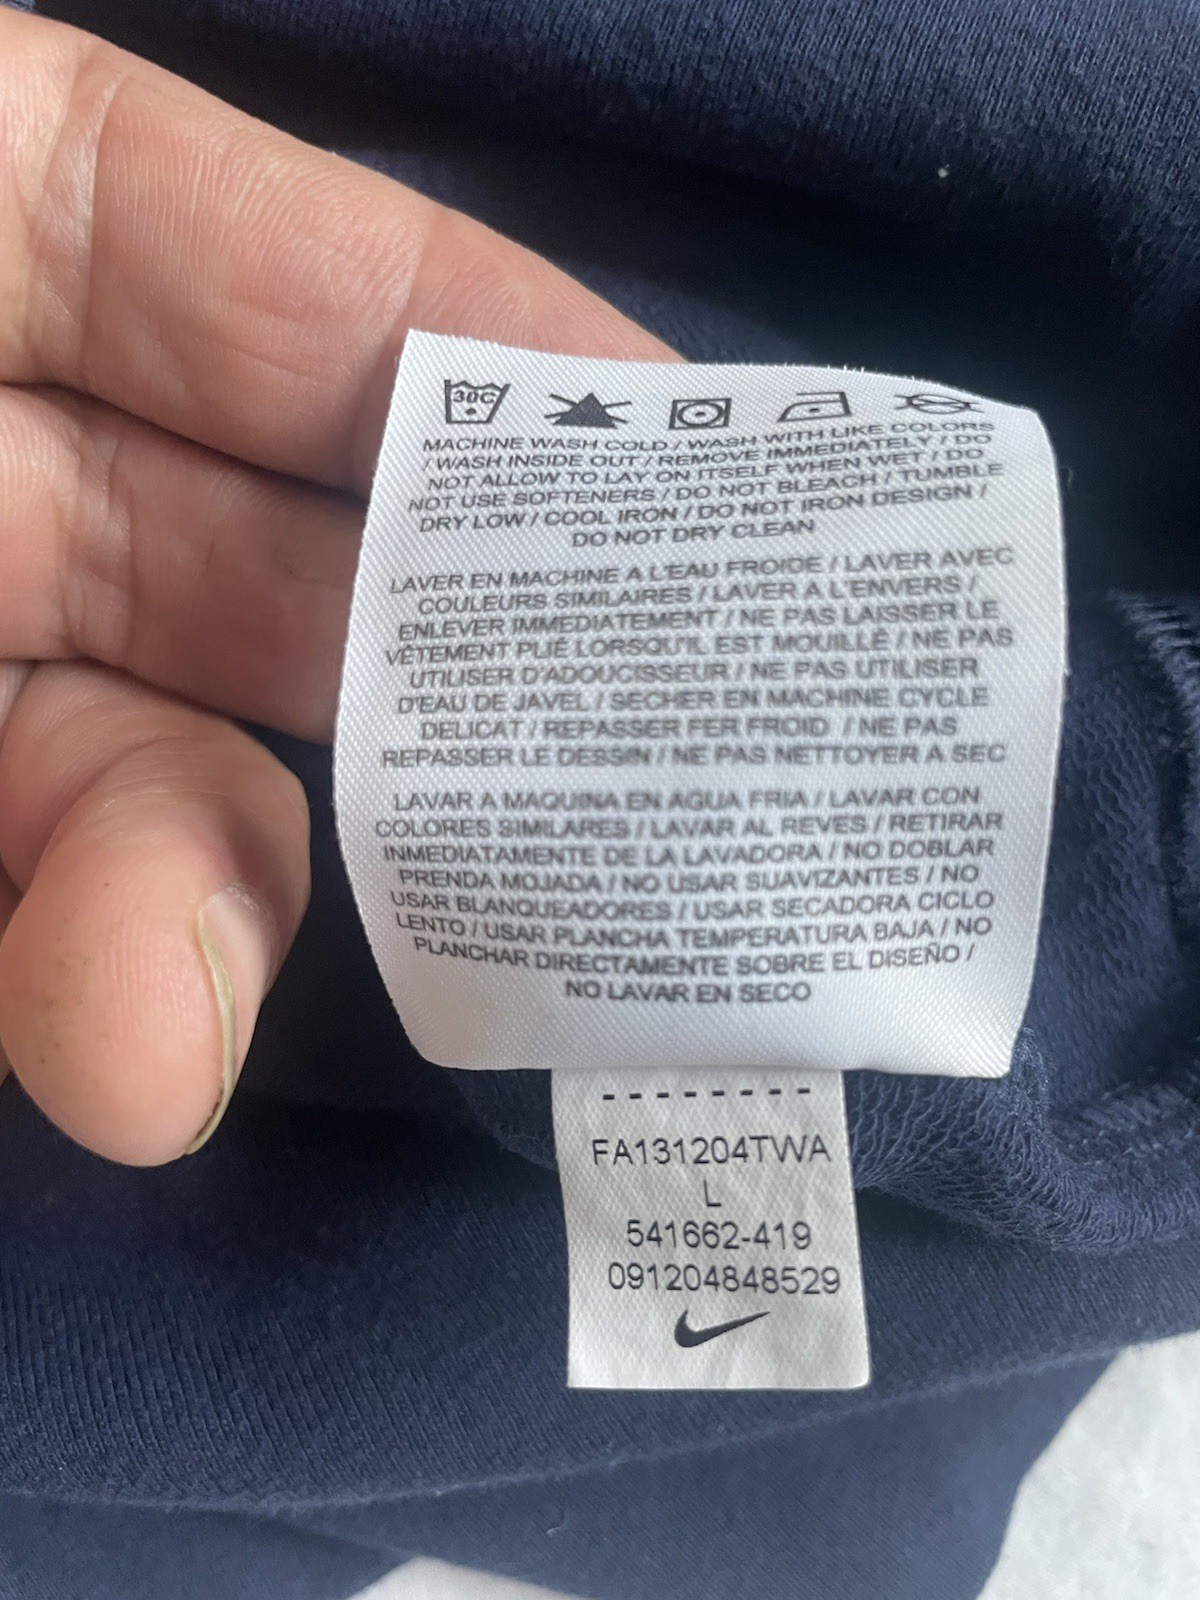 30C
MACHINE WASH COLD / WASH WITH LIKE COLORS
/ WASH INSIDE OUT / REMOVE IMMEDIATELY / DO
NOT ALLOW TO LAY ON ITSELF WHEN WET / DO
NOT USE SOFTENERS / DO NOT BLEACH / TUMBLE
DRY LOW / COOL IRON / DO NOT IRON DESIGN /
DO NOT DRY CLEAN
LAVER EN MACHINE A L'EAU FROIDE / LAVER AVEC
COULEURS SIMILAIRES / LAVER A L'ENVERS /
ENLEVER IMMEDIATEMENT / NE PAS LAISSER LE
VÊTEMENT PLIÉ LORSQU'IL EST MOUILLÉ / NE PAS
UTILISER D'ADOUCISSEUR / NE PAS UTILISER
D'EAU DE JAVEL / SECHER EN MACHINE CYCLE
DELICAT / REPASSER FER FROID / NE PAS
REPASSER LE DESSIN / NE PAS NETTOYER A SEC
LAVAR A MAQUINA EN AGUA FRIA / LAVAR CON
COLORES SIMILARES / LAVAR AL REVES / RETIRAR
INMEDIATAMENTE DE LA LAVADORA / NO DOBLAR
PRENDA MOJADA / NO USAR SUAVIZANTES / NO
USAR BLANQUEADORES / USAR SECADORA CICLO
LENTO / USAR PLANCHA TEMPERATURA BAJA / NO
PLANCHAR DIRECTAMENTE SOBRE EL DISEÑO /
NO LAVAR EN SECO
--------
FA131204TWA
L
541662-419
091204848529